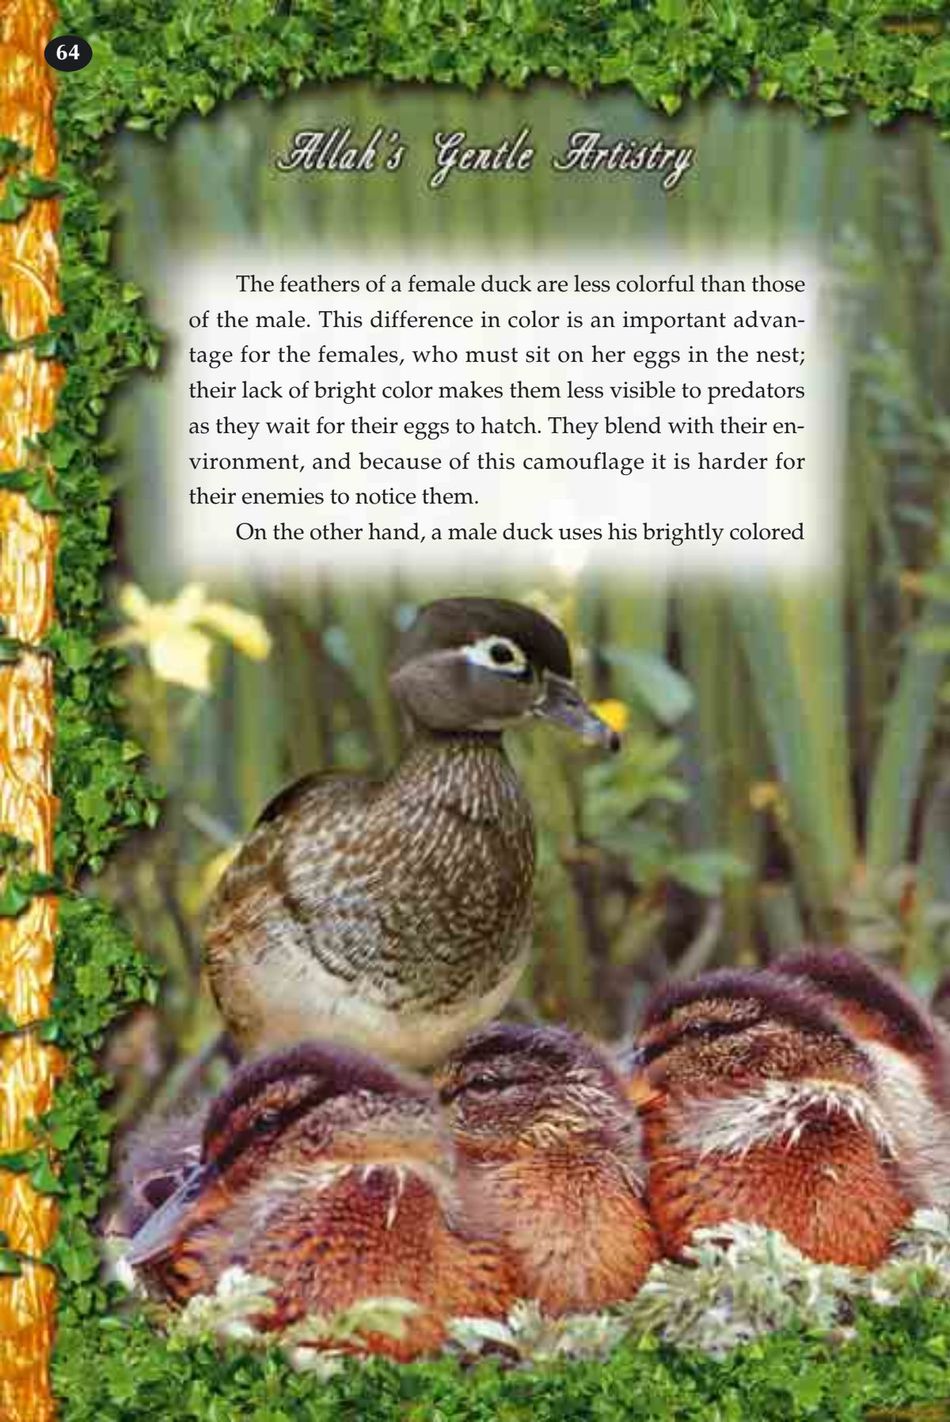 64
Allah's Gentle Artistry
The feathers of a female duck are less colorful than those
of the male. This difference in color is an important advan-
tage for the females, who must sit on her eggs in the nest;
their lack of bright color makes them less visible to predators
as they wait for their eggs to hatch. They blend with their en-
vironment, and because of this camouflage it is harder for
their enemies to notice them.
On the other hand, a male duck uses his brightly colored